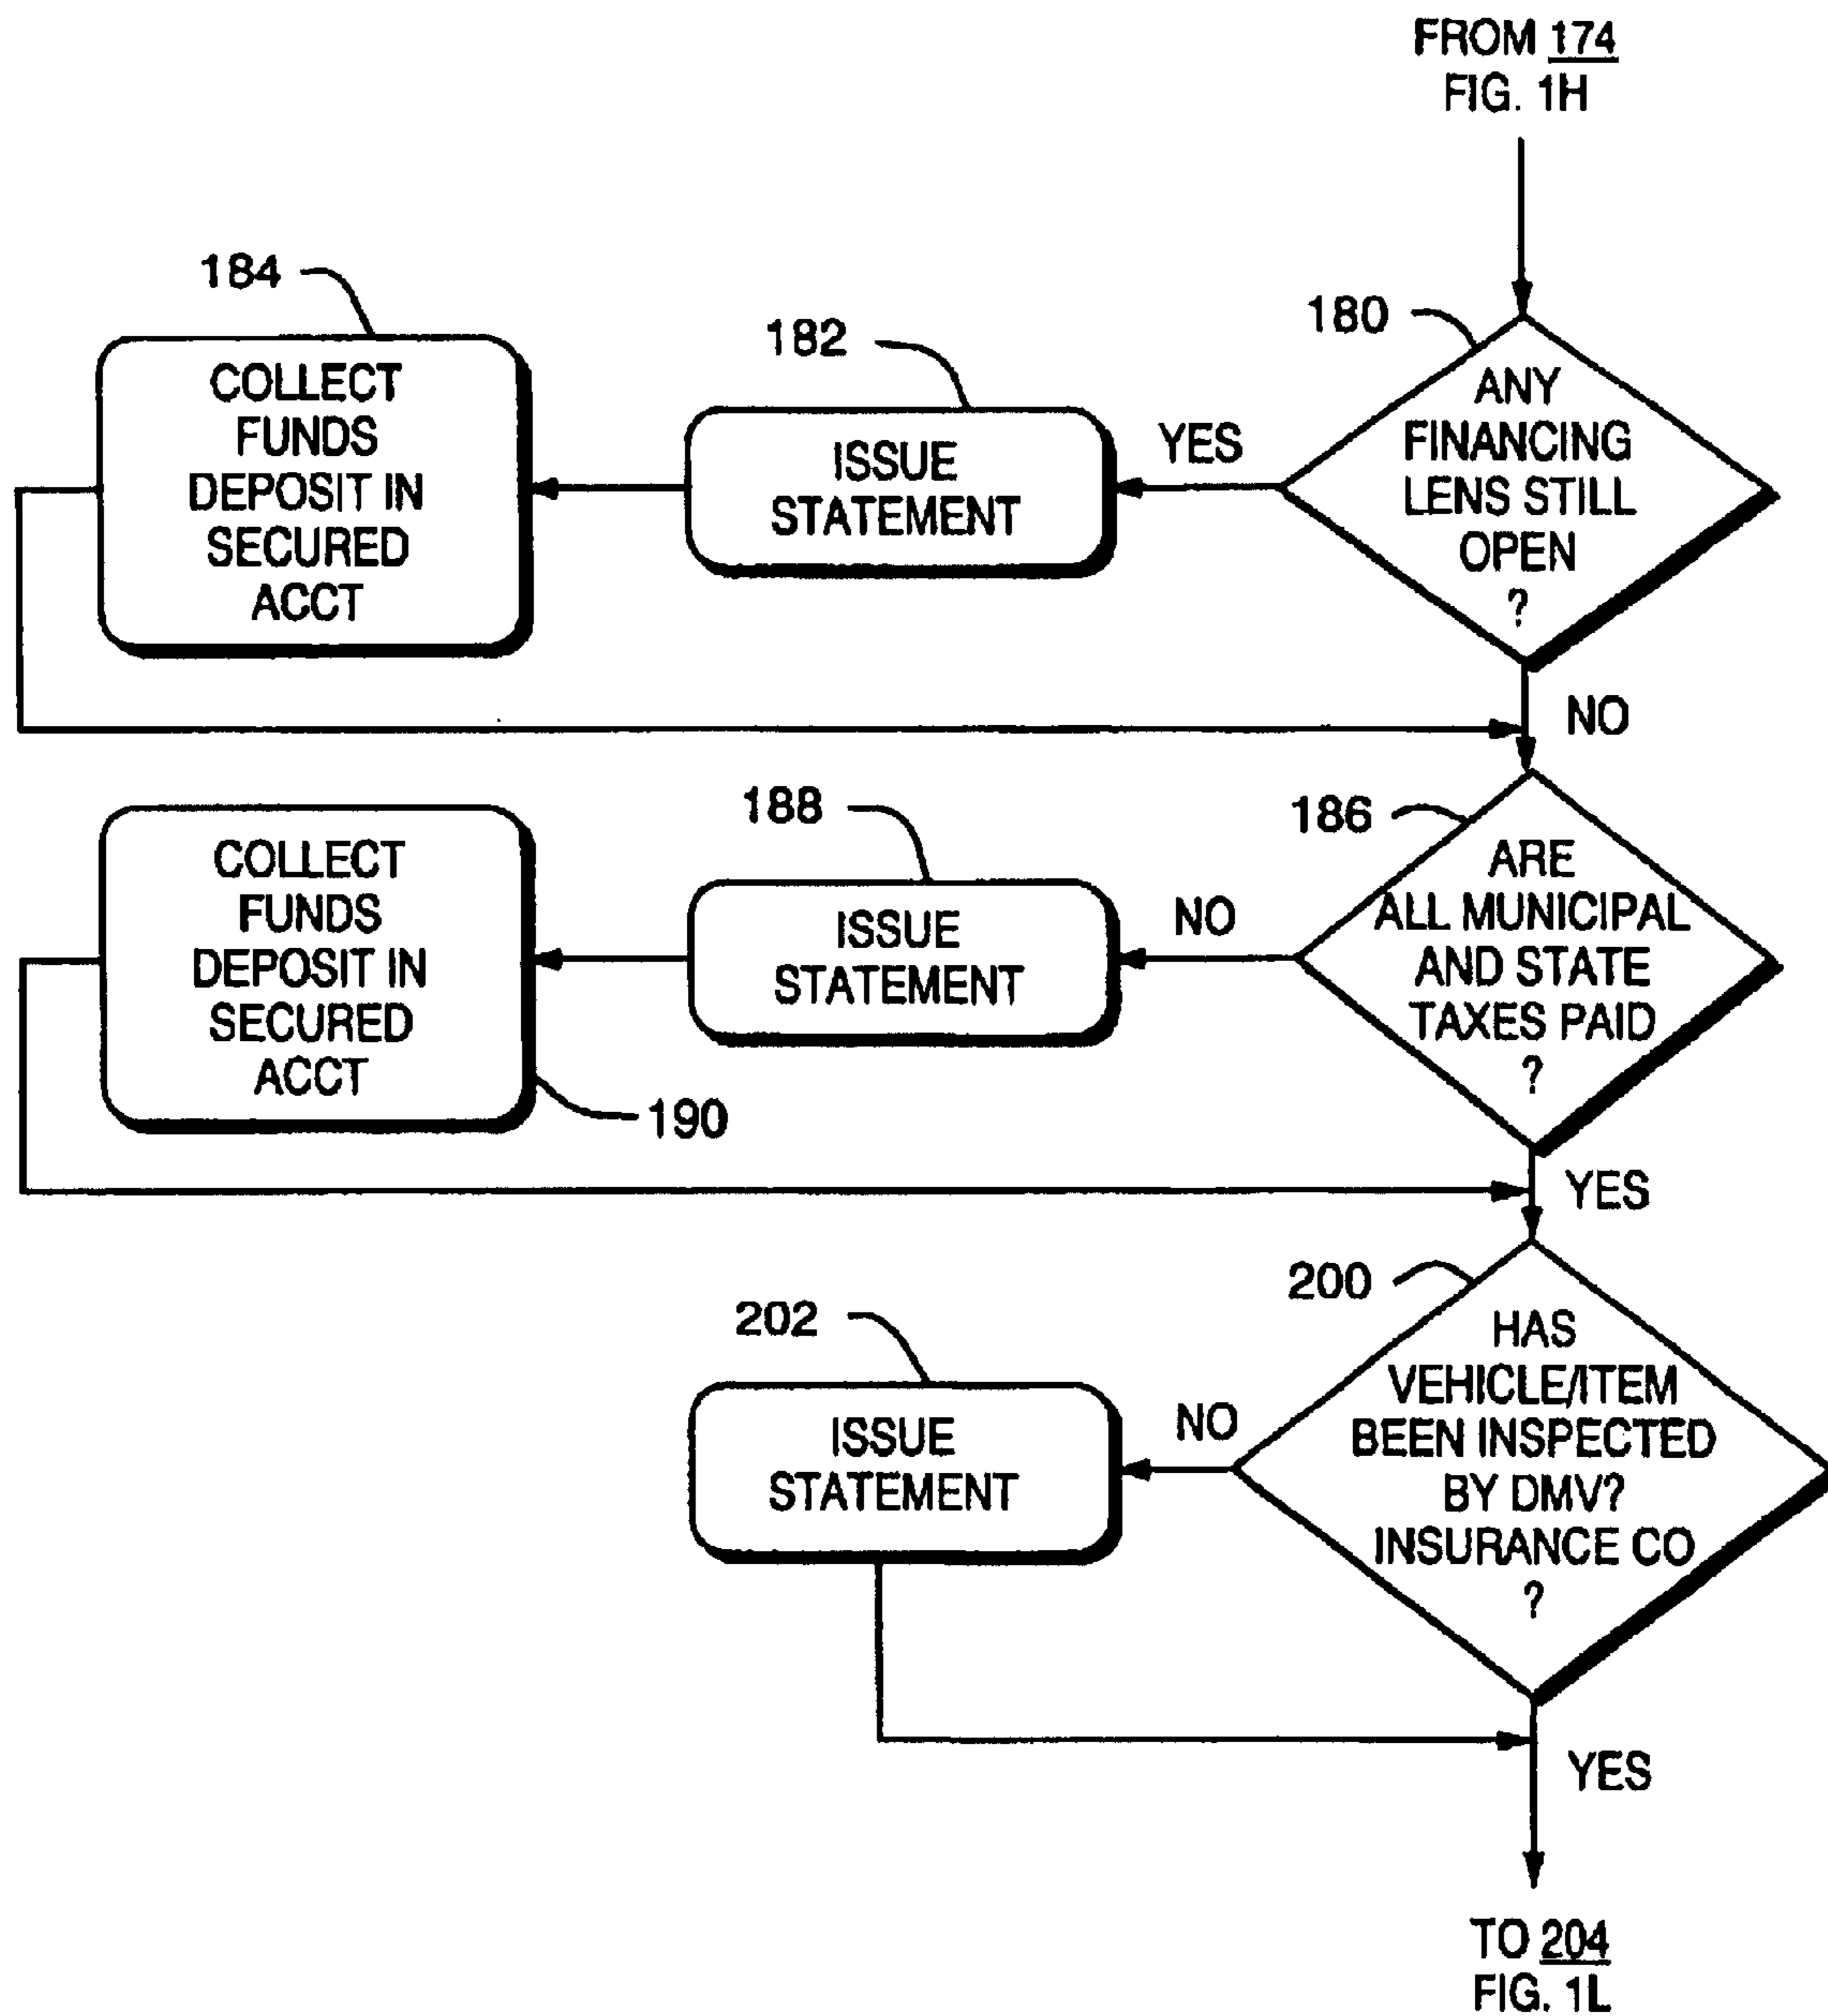 FROM 174
FIG. 1H
180
ANY
FINANCING
LENS STILL
OPEN
?
YES
182
ISSUE
STATEMENT
184
COLLECT
FUNDS
DEPOSIT IN
SECURED
ACCT
NO
186
ARE
ALL MUNICIPAL
AND STATE
TAXES PAID
?
NO
188
ISSUE
STATEMENT
COLLECT
FUNDS
DEPOSIT IN
SECURED
ACCT
190
YES
200
HAS
VEHICLE/ITEM
BEEN INSPECTED
BY DMV?
INSURANCE CO
?
NO
202
ISSUE
STATEMENT
YES
TO 204
FIG. 1L